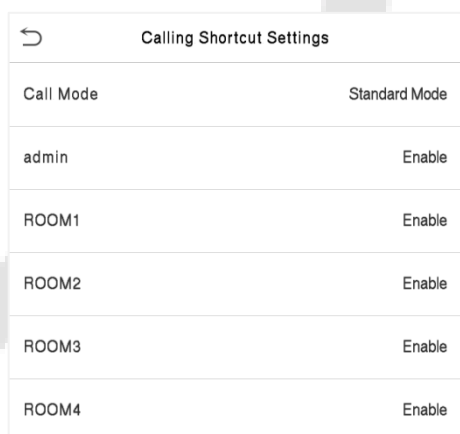 Calling Shortcut Settings
Call Mode Standard Mode
admin Enable
ROOM1 Enable
ROOM2 Enable
ROOM3 Enable
ROOM4 Enable